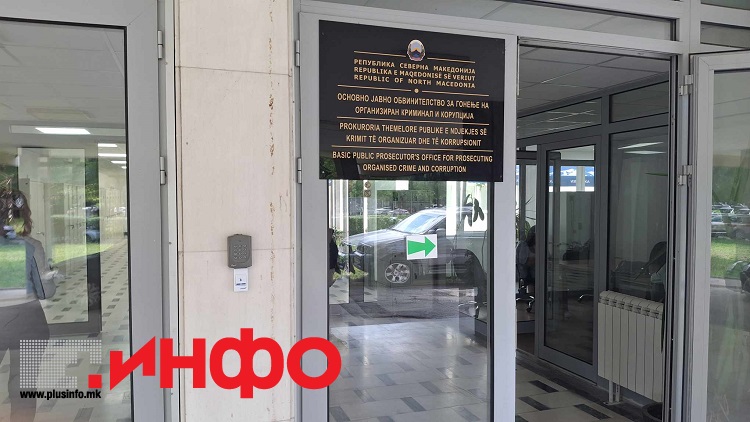 РЕПУБЛИКА СЕВЕРНА МАКЕДОНИЈА
REPUBLIKA E MAQEDONISË SË VERIUT
REPUBLIC OF NORTH MACEDONIA
ОСНОВНО ЈАВНО ОБВИНИТЕЛСТВО ЗА ГОНЕЊЕ НА
ОРГАНИЗИРАН КРИМИНАЛ И КОРУПЦИЈА
PROKURORIA THEMELORE PUBLIKE E NDJEKJES SË
KRIMIT TË ORGANIZUAR DHE TË KORRUPSIONIT
BASIC PUBLIC PROSECUTOR'S OFFICE FOR PROSECUTING
ORGANISED CRIME AND CORRUPTION
.ИНФО
www.plusinfo.mk